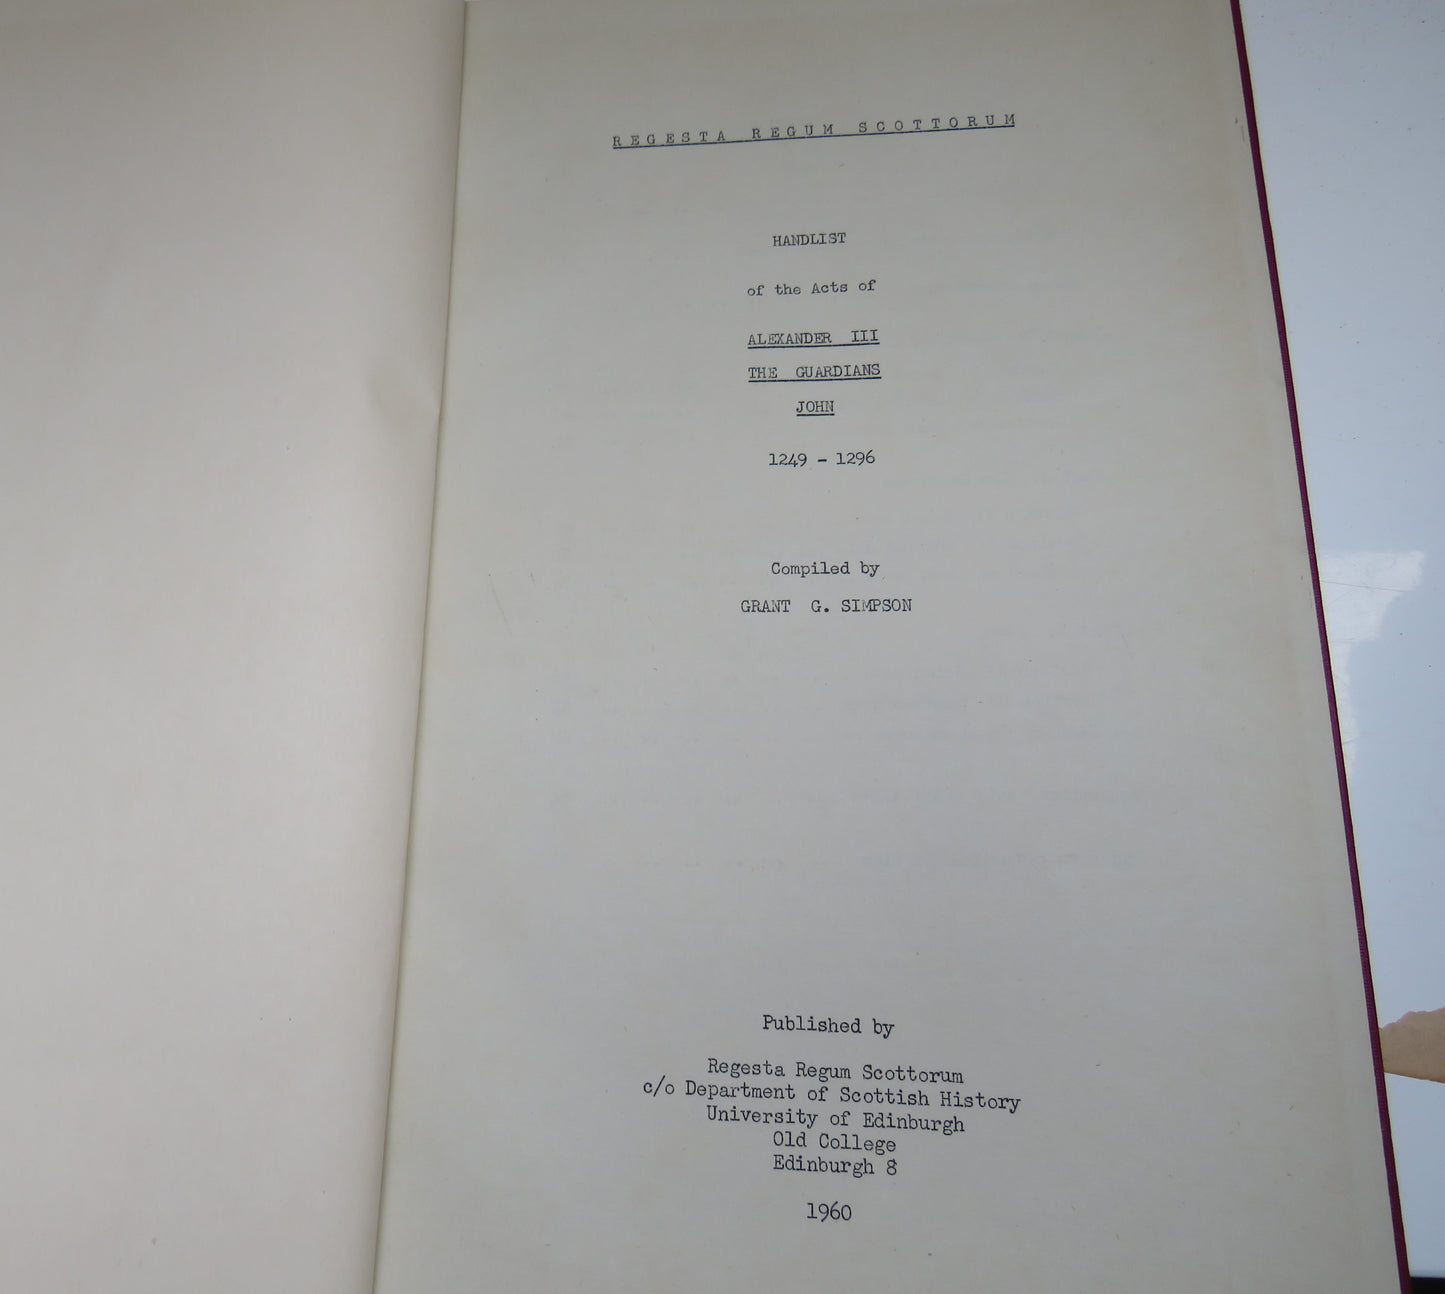 REGESTA REGUM SCOTTORUM
HANDLIST
of the Acts of
ALEXANDER III
THE GUARDIANS
JOHN
1249 - 1296
Compiled by
GRANT G. SIMPSON
Published by
Regesta Regum Scottorum
c/o Department of Scottish History
University of Edinburgh
Old College
Edinburgh 8
1960